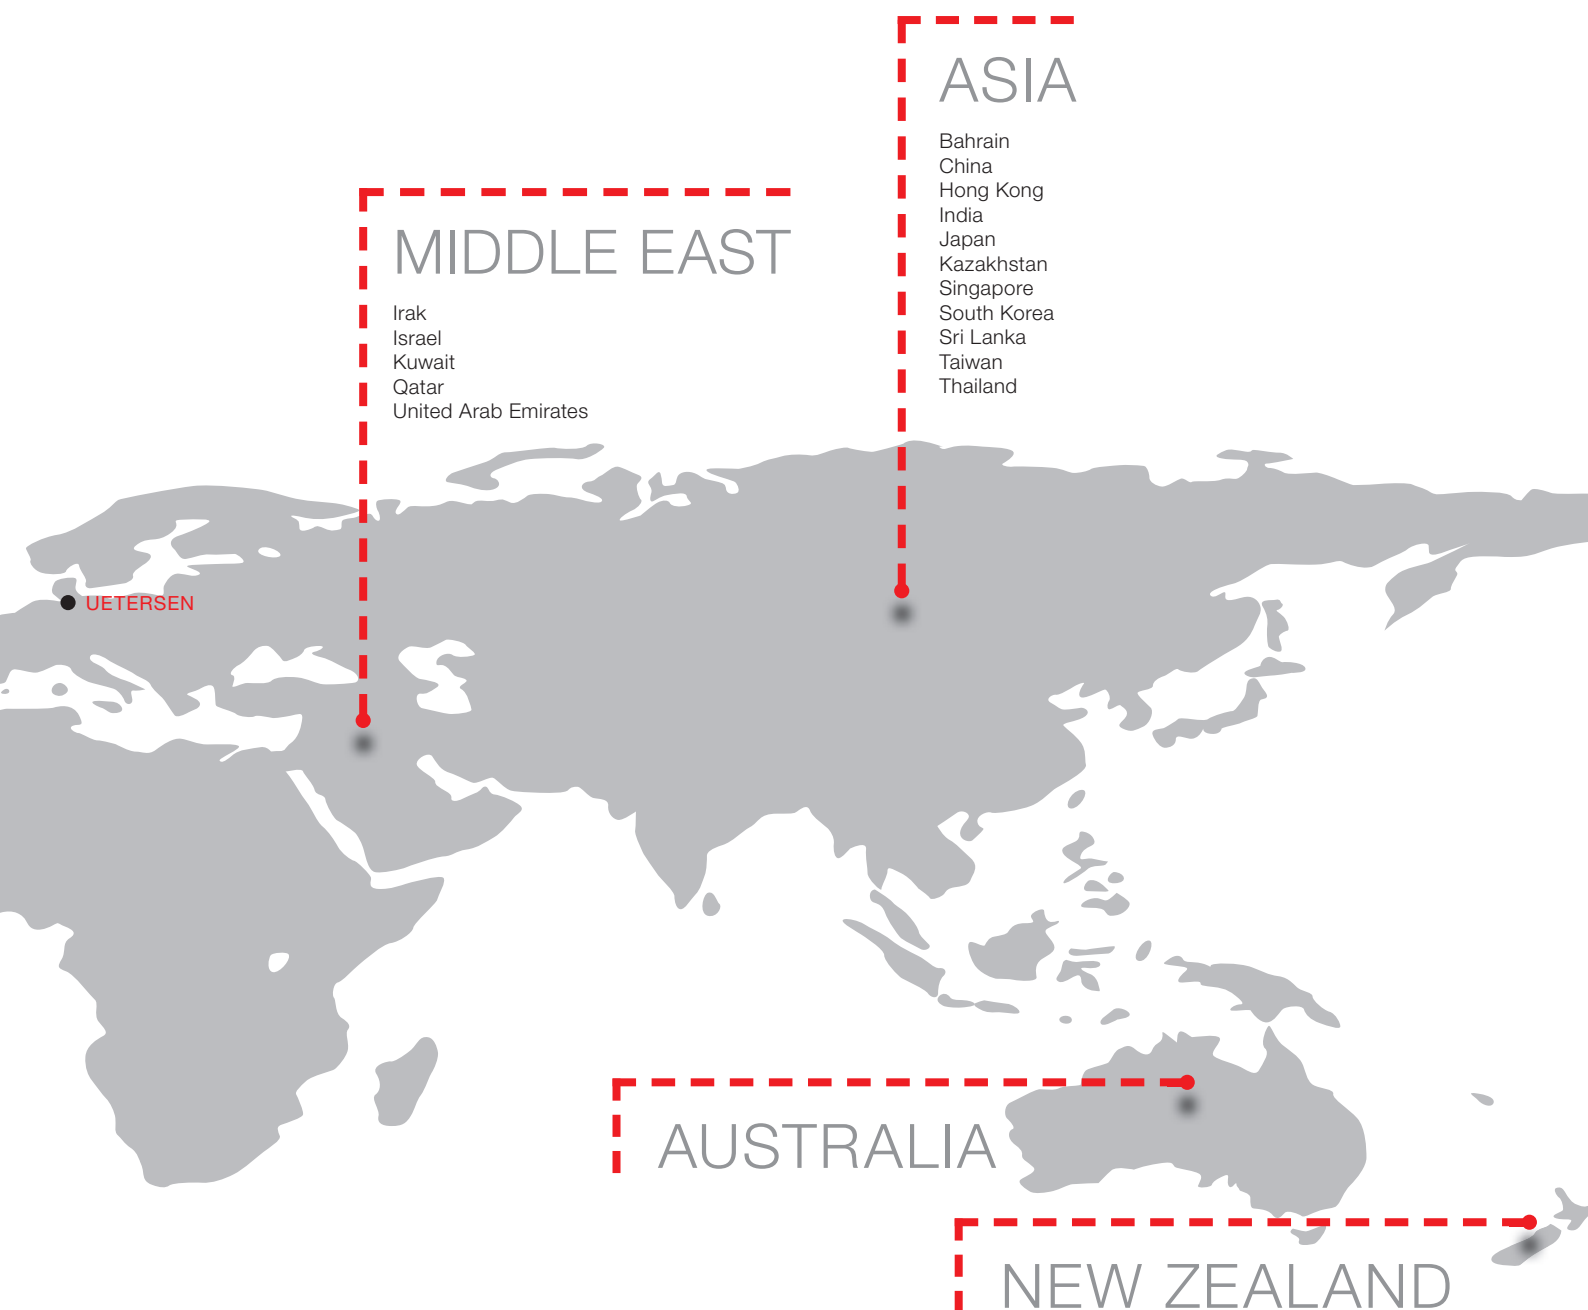 ASIA
Bahrain
China
Hong Kong
India
Japan
Kazakhstan
Singapore
South Korea
Sri Lanka
Taiwan
Thailand
MIDDLE EAST
Irak
Israel
Kuwait
Qatar
United Arab Emirates
UETERSEN
AUSTRALIA
NEW ZEALAND